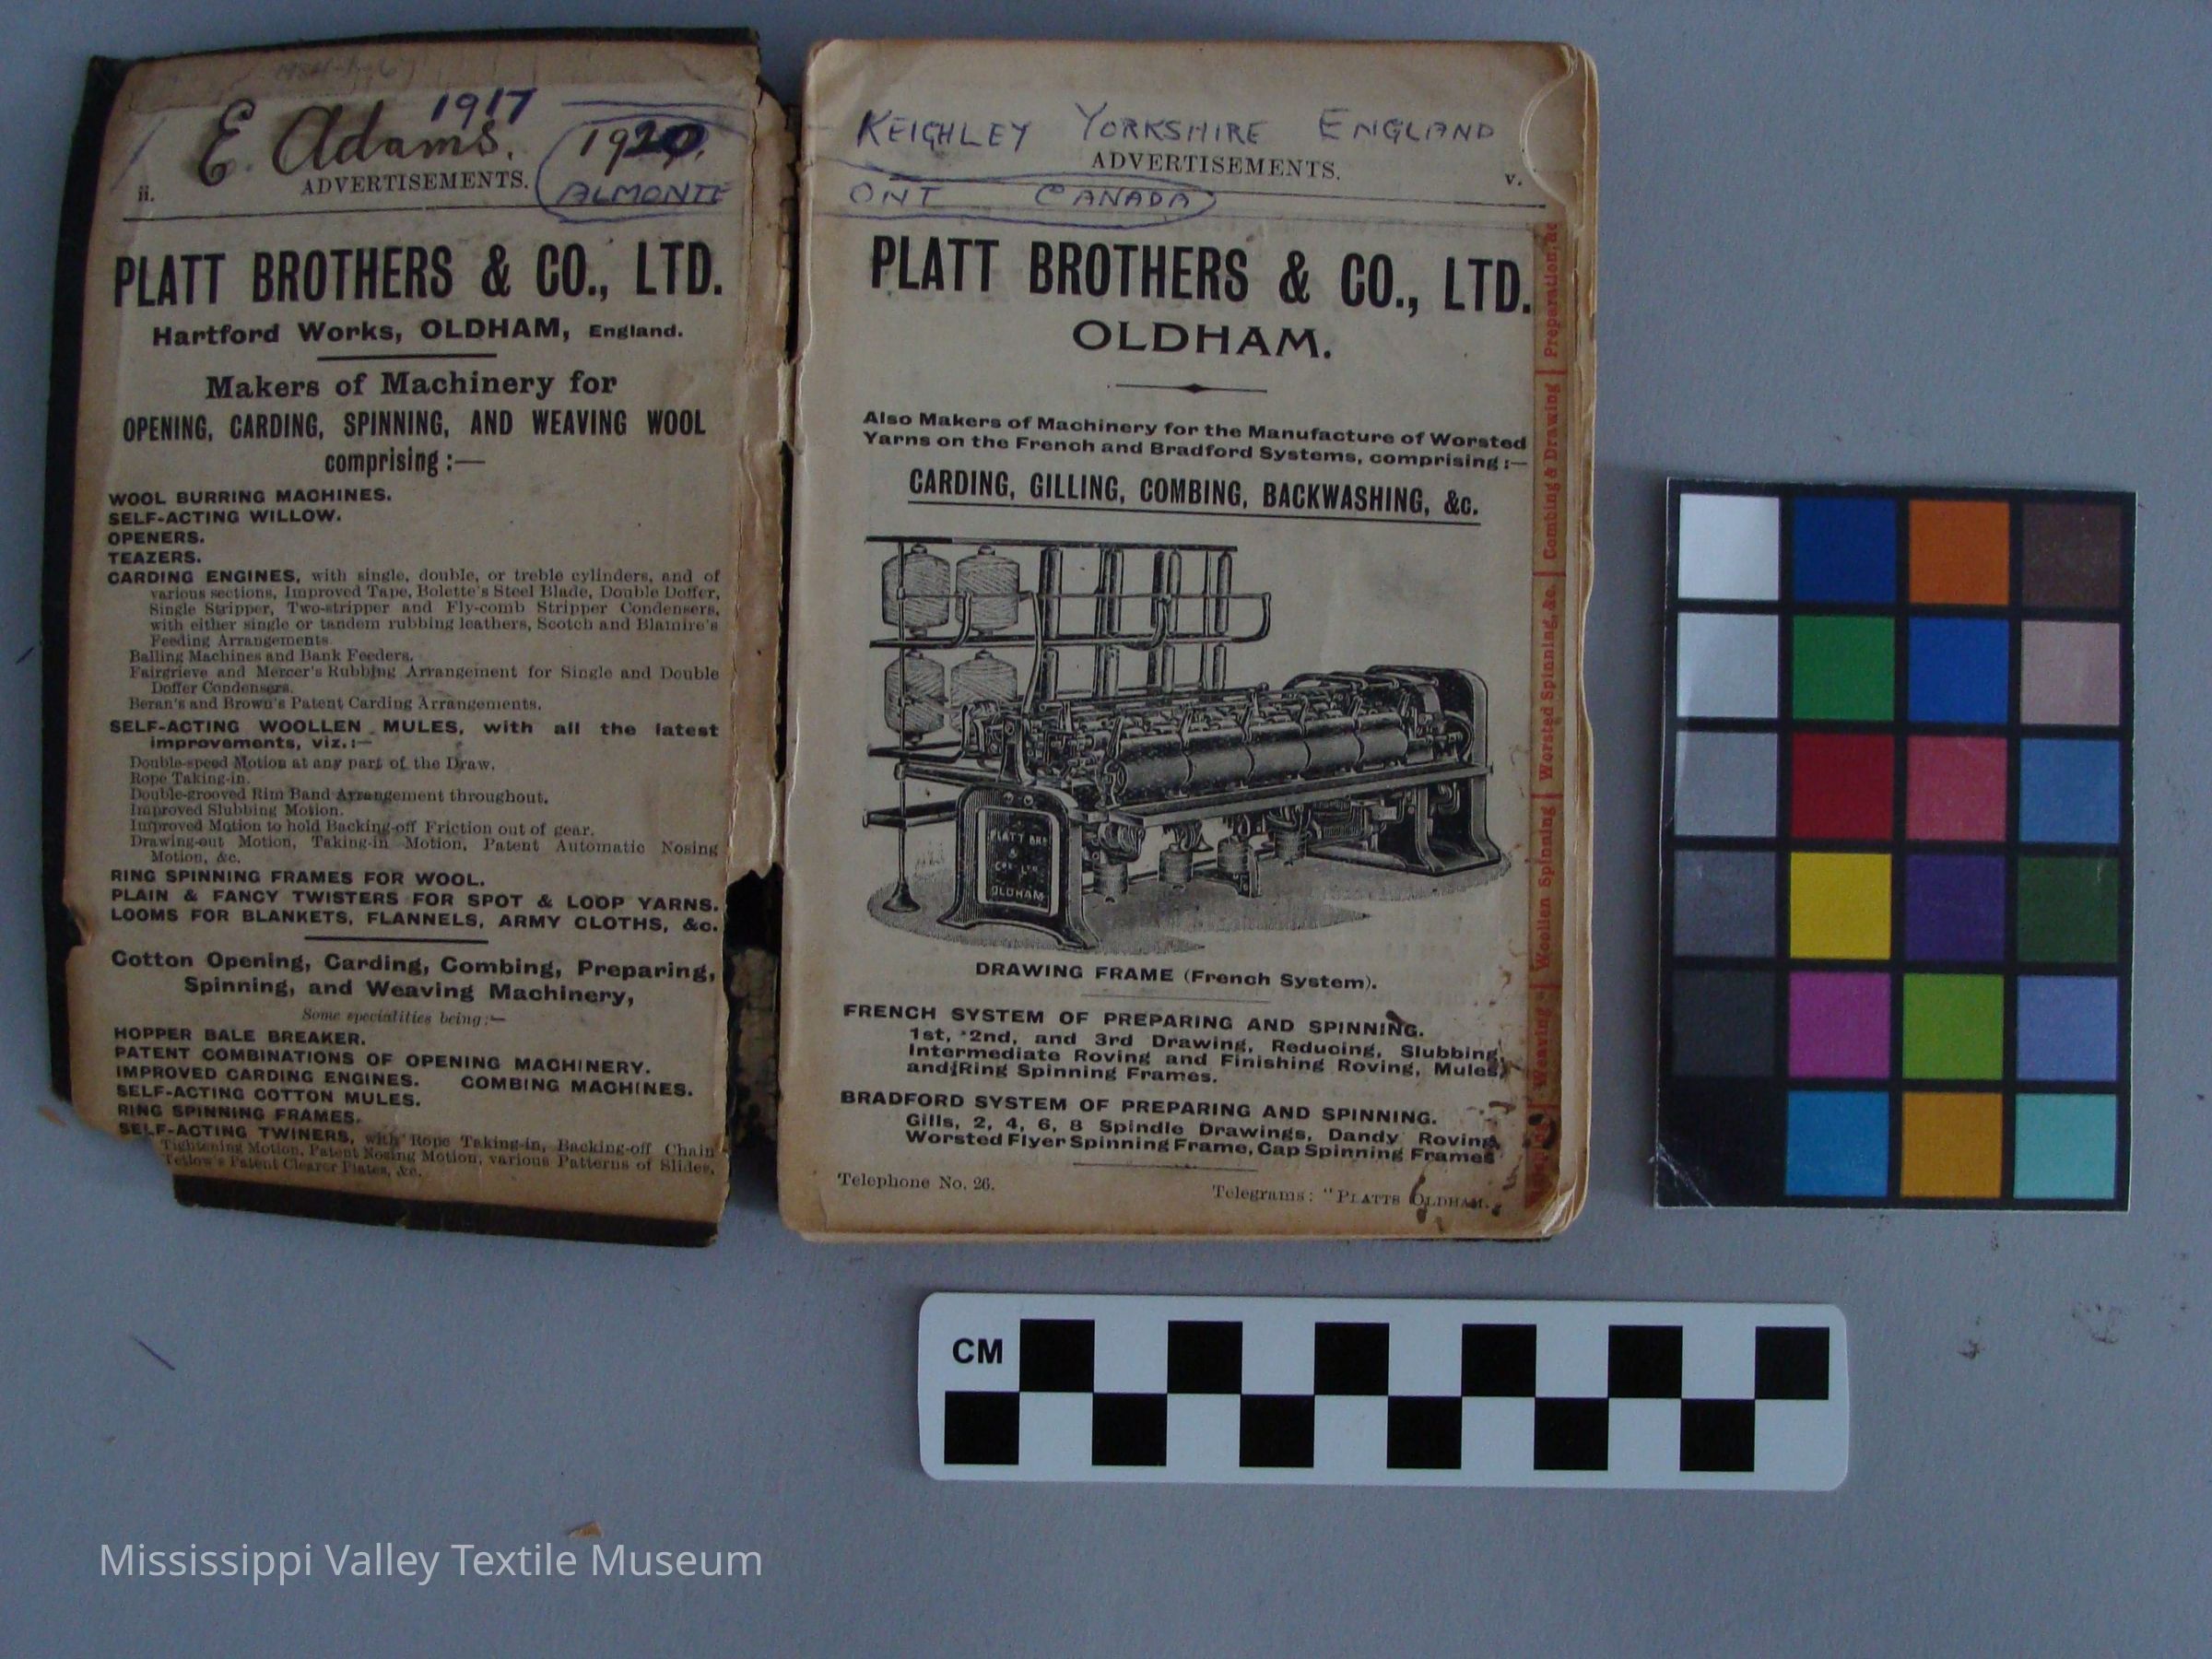 E. Adams. 1917
1920,
ii. ADVERTISEMENTS.
ALMONTE
PLATT BROTHERS & CO., LTD.
Hartford Works, OLDHAM, England.
Makers of Machinery for
OPENING, CARDING, SPINNING, AND WEAVING WOOL
comprising :—
WOOL BURRING MACHINES.
SELF-ACTING WILLOW.
OPENERS.
TEAZERS.
CARDING ENGINES, with single, double, or treble cylinders, and of
various sections, Improved Tape, Bolette's Steel Blade, Double Doffer,
Single Stripper, Two-stripper and Fly-comb Stripper Condensers,
with either single or tandem rubbing leathers, Scotch and Blamire's
Feeding Arrangements.
Balling Machines and Bank Feeders.
Fairgrieve and Mercer's Rubbing Arrangement for Single and Double
Doffer Condensers.
Beran's and Brown's Patent Carding Arrangements.
SELF-ACTING WOOLLEN MULES, with all the latest
improvements, viz.:—
Double-speed Motion at any part of the Draw.
Rope Taking-in.
Double-grooved Rim Band Arrangement throughout.
Improved Slubbing Motion.
Improved Motion to hold Backing-off Friction out of gear.
Drawing-out Motion, Taking-in Motion, Patent Automatic Nosing
Motion, &c.
RING SPINNING FRAMES FOR WOOL.
PLAIN & FANCY TWISTERS FOR SPOT & LOOP YARNS.
LOOMS FOR BLANKETS, FLANNELS, ARMY CLOTHS, &c.
Cotton Opening, Carding, Combing, Preparing,
Spinning, and Weaving Machinery,
Some specialities being:—
HOPPER BALE BREAKER.
PATENT COMBINATIONS OF OPENING MACHINERY.
IMPROVED CARDING ENGINES. COMBING MACHINES.
SELF-ACTING COTTON MULES.
RING SPINNING FRAMES.
SELF-ACTING TWINERS, with Rope Taking-in, Backing-off Chain
Tightening Motion, Patent Nosing Motion, various Patterns of Slides,
Tetlow's Patent Clearer Plates, &c.
KEIGHLEY YORKSHIRE ENGLAND
ADVERTISEMENTS. v.
ONT CANADA
PLATT BROTHERS & CO., LTD.
OLDHAM.
Also Makers of Machinery for the Manufacture of Worsted
Yarns on the French and Bradford Systems, comprising :—
CARDING, GILLING, COMBING, BACKWASHING, &c.
PLATT BROS
&
CO. LTD.
OLDHAM
DRAWING FRAME (French System).
FRENCH SYSTEM OF PREPARING AND SPINNING.
1st, 2nd, and 3rd Drawing, Reducing, Slubbing,
Intermediate Roving and Finishing Roving, Mules,
and Ring Spinning Frames.
BRADFORD SYSTEM OF PREPARING AND SPINNING.
Gills, 2, 4, 6, 8 Spindle Drawings, Dandy Roving,
Worsted Flyer Spinning Frame, Cap Spinning Frames
Telephone No. 26. Telegrams: "PLATTS OLDHAM.
Weaving | Woollen Spinning | Worsted Spinning, &c. | Combing & Drawing | Preparation, &c
CM
Mississippi Valley Textile Museum